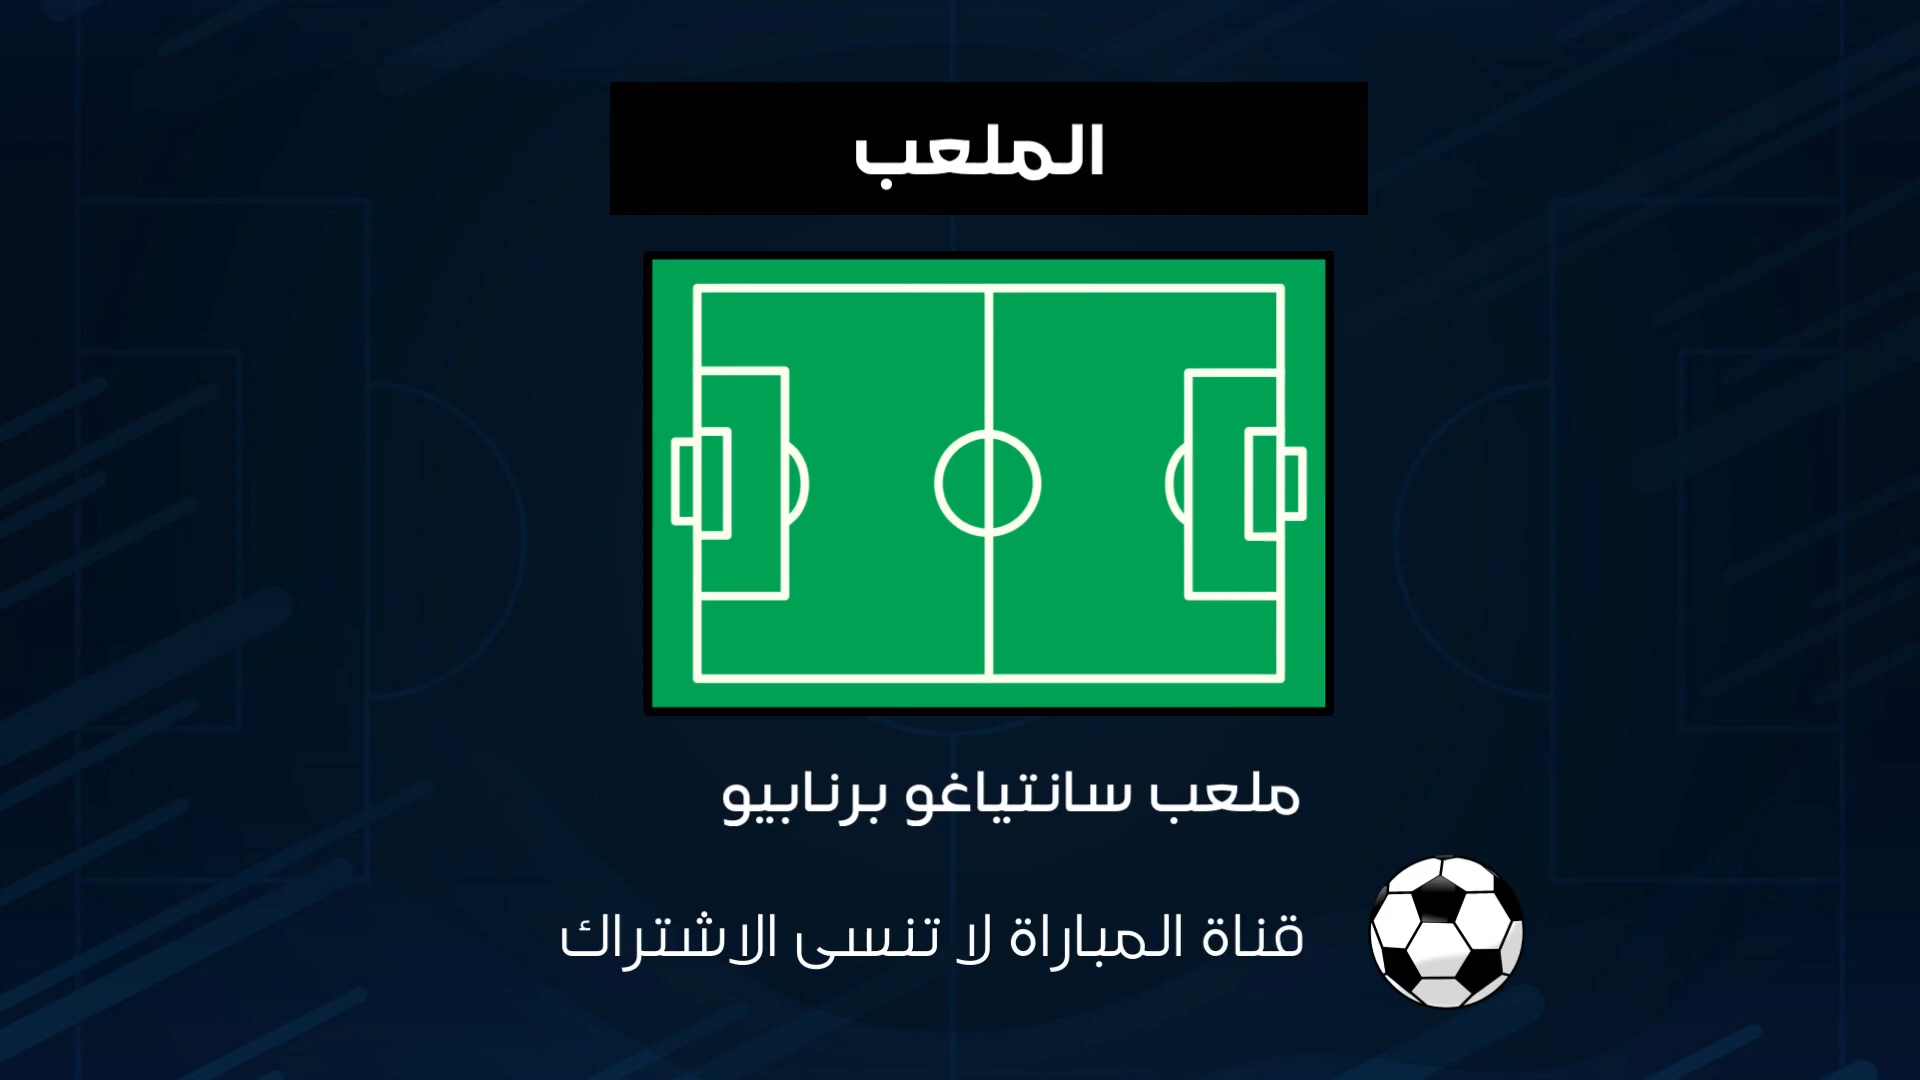 الملعب
ملعب سانتياغو برنابيو
قناة المباراة لا تنسى الاشتراك